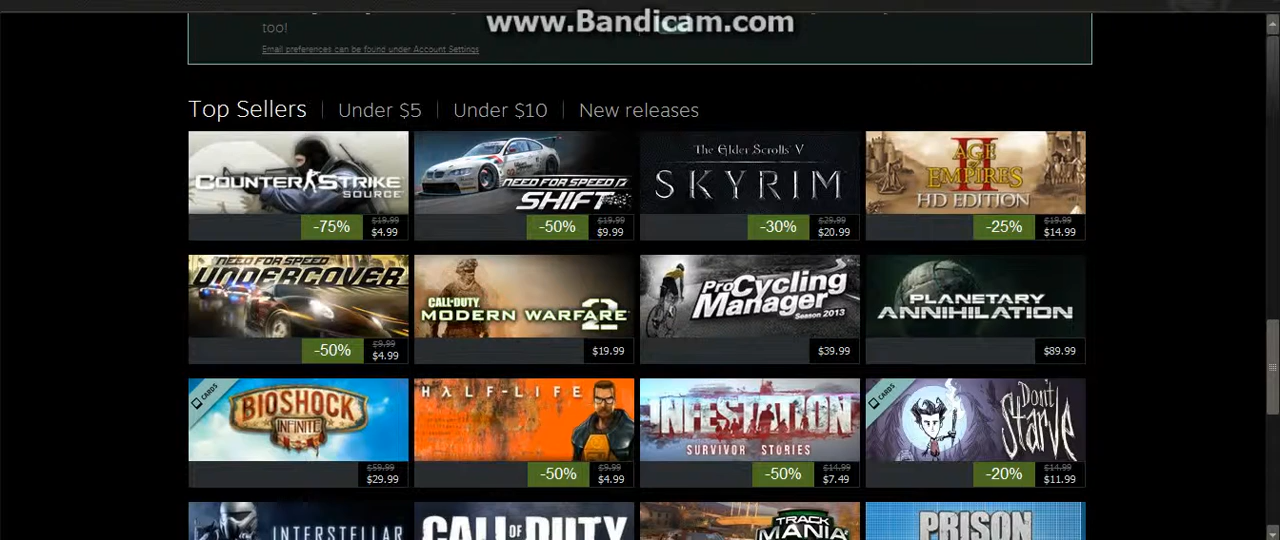 www.Bandicam.com
too!
Email preferences can be found under Account Settings
Top Sellers | Under $5 | Under $10 | New releases
COUNTER STRIKE
SOURCE
-75% $19.99
$4.99
NEED FOR SPEED
SHIFT
-50% $19.99
$9.99
The Elder Scrolls V
SKYRIM
-30% $29.99
$20.99
AGE of EMPIRES II
HD EDITION
-25% $19.99
$14.99
NEED FOR SPEED
UNDERCOVER
-50% $9.99
$4.99
CALL OF DUTY
MODERN WARFARE 2
$19.99
Pro Cycling
Manager
Season 2013
$39.99
PLANETARY
ANNIHILATION
$89.99
CARDS
BIOSHOCK
INFINITE
$59.99
$29.99
HλLF-LIFE
-50% $9.99
$4.99
INFESTATION
SURVIVOR STORIES
-50% $14.99
$7.49
CARDS
Don't
Starve
-20% $14.99
$11.99
INTERSTELLAR
CALL OF DUTY
TRACK
MANIA
PRISON